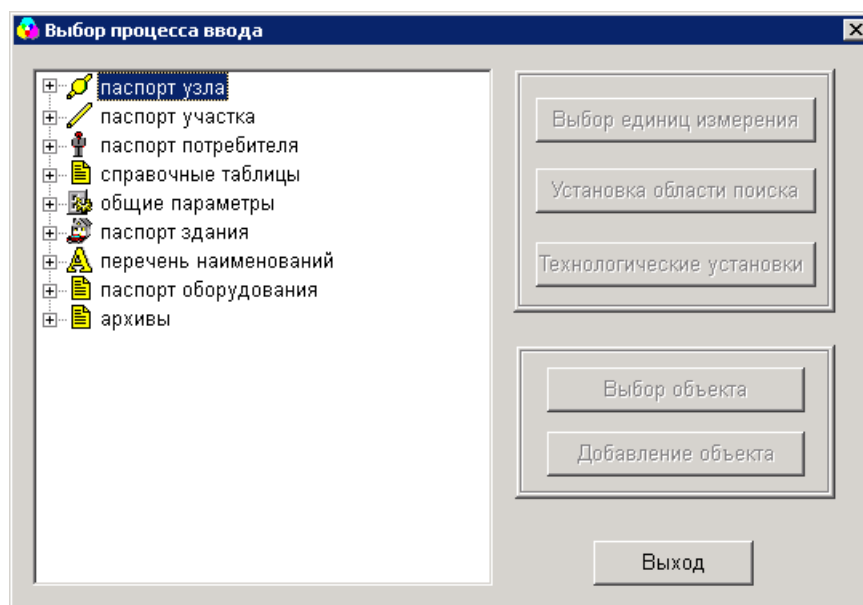 Выбор процесса ввода
паспорт узла
паспорт участка
паспорт потребителя
справочные таблицы
общие параметры
паспорт здания
перечень наименований
паспорт оборудования
архивы
Выбор единиц измерения
Установка области поиска
Технологические установки
Выбор объекта
Добавление объекта
Выход